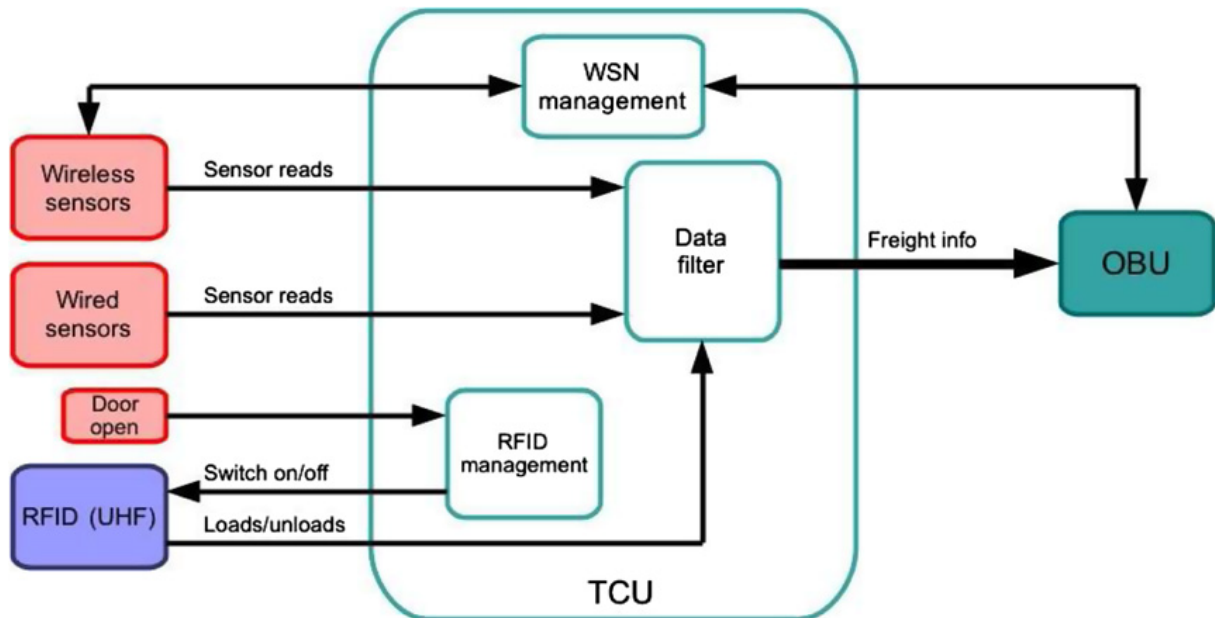 WSN
management
Wireless
sensors
Sensor reads
Data
filter
Freight info
OBU
Wired
sensors
Sensor reads
Door
open
RFID
management
Switch on/off
RFID (UHF)
Loads/unloads
TCU